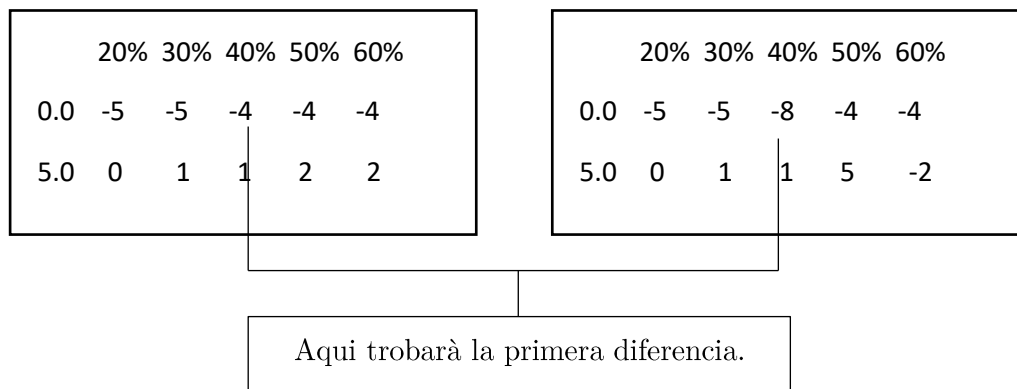 20% 30% 40% 50% 60%
0.0 -5 -5 -4 -4 -4
5.0 0 1 1 2 2
20% 30% 40% 50% 60%
0.0 -5 -5 -8 -4 -4
5.0 0 1 1 5 -2
Aqui trobarà la primera diferencia.